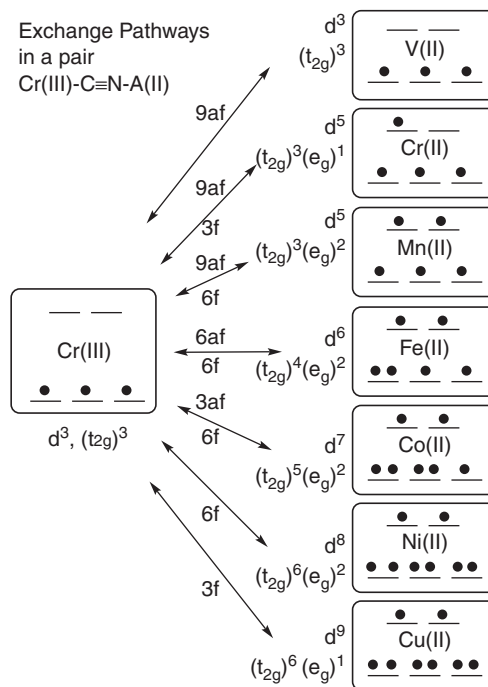 Exchange Pathways
in a pair
Cr(III)-C≡N-A(II)
d³
(t₂g)³
V(II)
9af
d⁵
(t₂g)³(eg)¹
Cr(II)
9af
3f
d⁵
(t₂g)³(eg)²
Mn(II)
9af
6f
Cr(III)
d³, (t2g)³
6af
6f
d⁶
(t₂g)⁴(eg)²
Fe(II)
3af
6f
d⁷
(t₂g)⁵(eg)²
Co(II)
6f
d⁸
(t₂g)⁶(eg)²
Ni(II)
3f
d⁹
(t₂g)⁶(eg)¹
Cu(II)